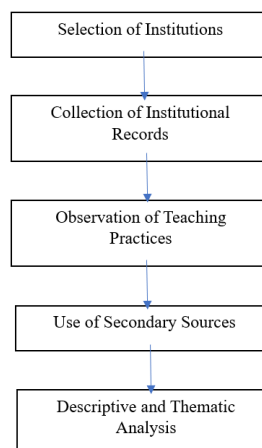 Selection of Institutions
Collection of Institutional
Records
Observation of Teaching
Practices
Use of Secondary Sources
Descriptive and Thematic
Analysis